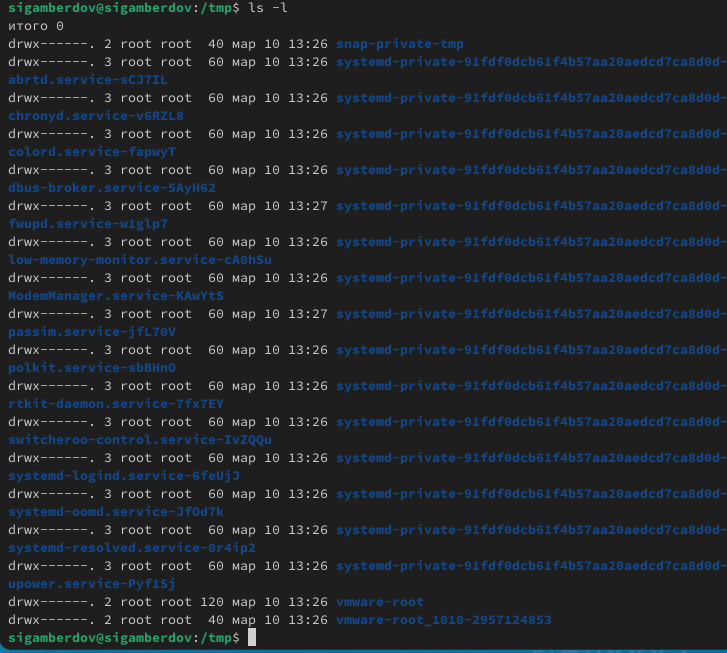 sigamberdov@sigamberdov:/tmp$ ls -l
итого 0
drwx------. 2 root root  40 мар 10 13:26 snap-private-tmp
drwx------. 3 root root  60 мар 10 13:26 systemd-private-91fdf0dcb61f4b57aa20aedcd7ca8d0d-
abrtd.service-sCJ7IL
drwx------. 3 root root  60 мар 10 13:26 systemd-private-91fdf0dcb61f4b57aa20aedcd7ca8d0d-
chronyd.service-v6RZL8
drwx------. 3 root root  60 мар 10 13:26 systemd-private-91fdf0dcb61f4b57aa20aedcd7ca8d0d-
colord.service-fapwyT
drwx------. 3 root root  60 мар 10 13:26 systemd-private-91fdf0dcb61f4b57aa20aedcd7ca8d0d-
dbus-broker.service-5AyH62
drwx------. 3 root root  60 мар 10 13:27 systemd-private-91fdf0dcb61f4b57aa20aedcd7ca8d0d-
fwupd.service-w1glp7
drwx------. 3 root root  60 мар 10 13:26 systemd-private-91fdf0dcb61f4b57aa20aedcd7ca8d0d-
low-memory-monitor.service-cA0hSu
drwx------. 3 root root  60 мар 10 13:26 systemd-private-91fdf0dcb61f4b57aa20aedcd7ca8d0d-
ModemManager.service-KAwYtS
drwx------. 3 root root  60 мар 10 13:27 systemd-private-91fdf0dcb61f4b57aa20aedcd7ca8d0d-
passim.service-jfL70V
drwx------. 3 root root  60 мар 10 13:26 systemd-private-91fdf0dcb61f4b57aa20aedcd7ca8d0d-
polkit.service-sbBHnO
drwx------. 3 root root  60 мар 10 13:26 systemd-private-91fdf0dcb61f4b57aa20aedcd7ca8d0d-
rtkit-daemon.service-7fx7EY
drwx------. 3 root root  60 мар 10 13:26 systemd-private-91fdf0dcb61f4b57aa20aedcd7ca8d0d-
switcheroo-control.service-IvZQQu
drwx------. 3 root root  60 мар 10 13:26 systemd-private-91fdf0dcb61f4b57aa20aedcd7ca8d0d-
systemd-logind.service-6feUjJ
drwx------. 3 root root  60 мар 10 13:26 systemd-private-91fdf0dcb61f4b57aa20aedcd7ca8d0d-
systemd-oomd.service-JfOd7k
drwx------. 3 root root  60 мар 10 13:26 systemd-private-91fdf0dcb61f4b57aa20aedcd7ca8d0d-
systemd-resolved.service-0r4ip2
drwx------. 3 root root  60 мар 10 13:26 systemd-private-91fdf0dcb61f4b57aa20aedcd7ca8d0d-
upower.service-Pyf1Sj
drwx------. 2 root root 120 мар 10 13:26 vmware-root
drwx------. 2 root root  40 мар 10 13:26 vmware-root_1010-2957124853
sigamberdov@sigamberdov:/tmp$